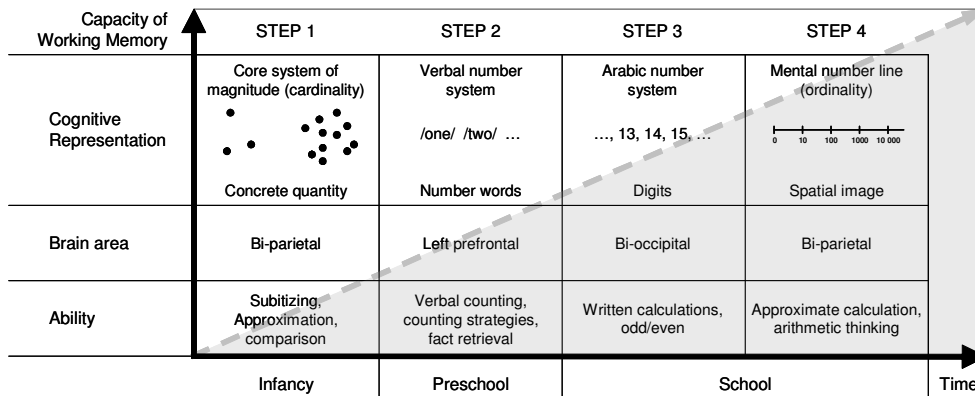 Capacity of
Working Memory
STEP 1
STEP 2
STEP 3
STEP 4
Cognitive
Representation
Core system of
magnitude (cardinality)
Concrete quantity
Verbal number
system
/one/ /two/ …
Number words
Arabic number
system
…, 13, 14, 15, …
Digits
Mental number line
(ordinality)
0 10 100 1000 10 000
Spatial image
Brain area
Bi-parietal
Left prefrontal
Bi-occipital
Bi-parietal
Ability
Subitizing,
Approximation,
comparison
Verbal counting,
counting strategies,
fact retrieval
Written calculations,
odd/even
Approximate calculation,
arithmetic thinking
Infancy
Preschool
School
Time